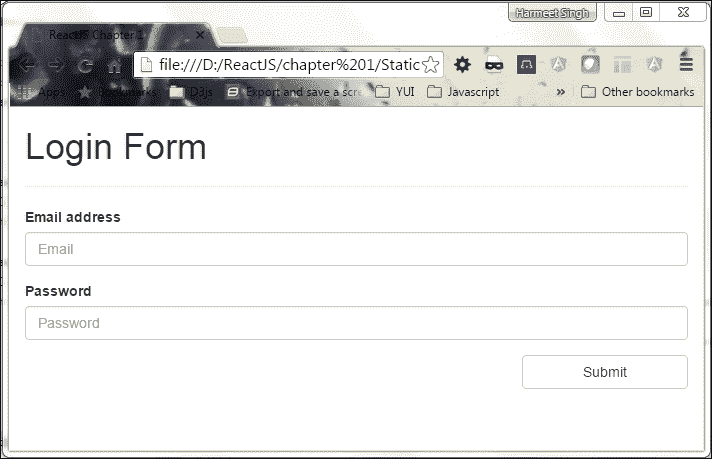 Harmeet Singh
ReactJS Chapter 1
file:///D:/ReactJS/chapter%201/Static
Apps Bookmarks D3js Export and save a scre YUI Javascript » Other bookmarks
Login Form
Email address
Email
Password
Password
Submit